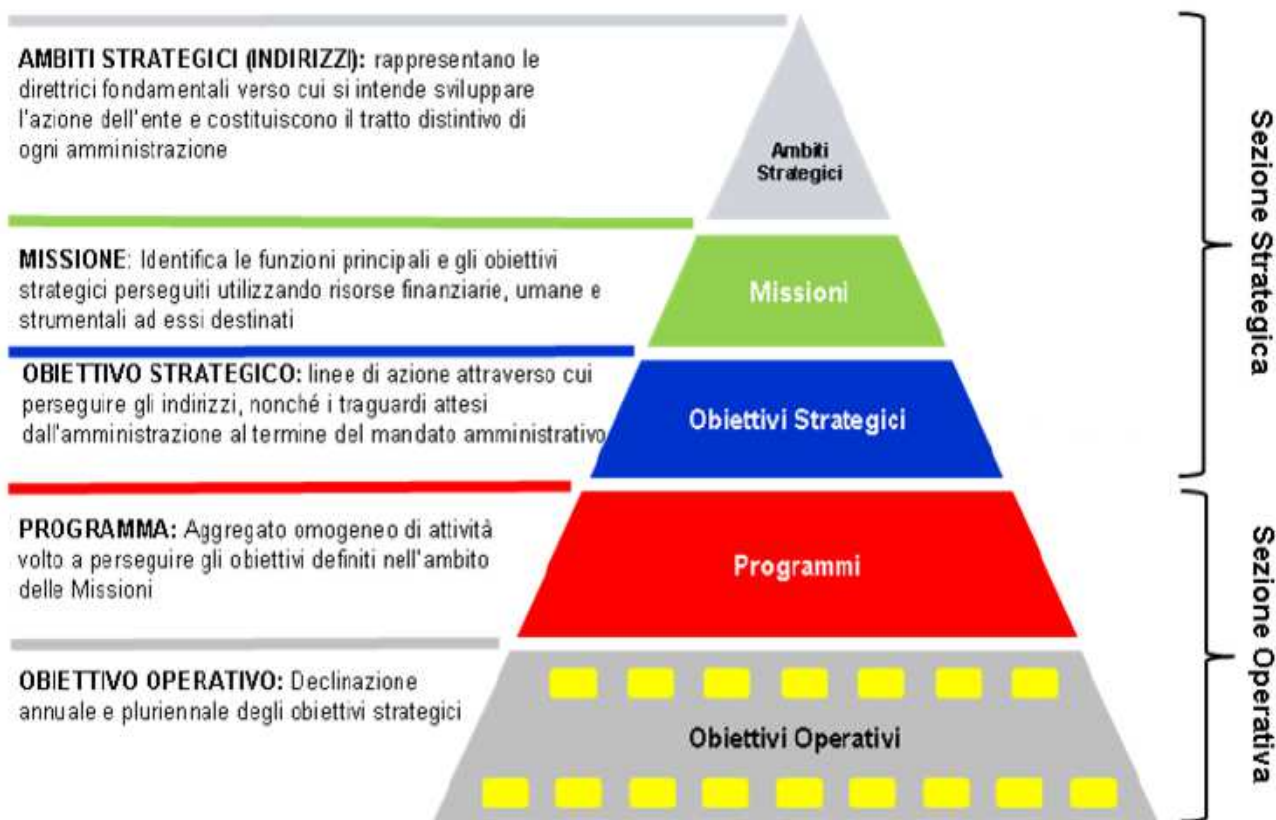 AMBITI STRATEGICI (INDIRIZZI): rappresentano le
direttrici fondamentali verso cui si intende sviluppare
l'azione dell'ente e costituiscono il tratto distintivo di
ogni amministrazione
Ambiti
Strategici
MISSIONE: Identifica le funzioni principali e gli obiettivi
strategici perseguiti utilizzando risorse finanziarie, umane e
strumentali ad essi destinati
Missioni
OBIETTIVO STRATEGICO: linee di azione attraverso cui
perseguire gli indirizzi, nonché i traguardi attesi
dall'amministrazione al termine del mandato amministrativo
Obiettivi Strategici
Sezione Strategica
PROGRAMMA: Aggregato omogeneo di attività
volto a perseguire gli obiettivi definiti nell'ambito
delle Missioni
Programmi
OBIETTIVO OPERATIVO: Declinazione
annuale e pluriennale degli obiettivi strategici
Obiettivi Operativi
Sezione Operativa